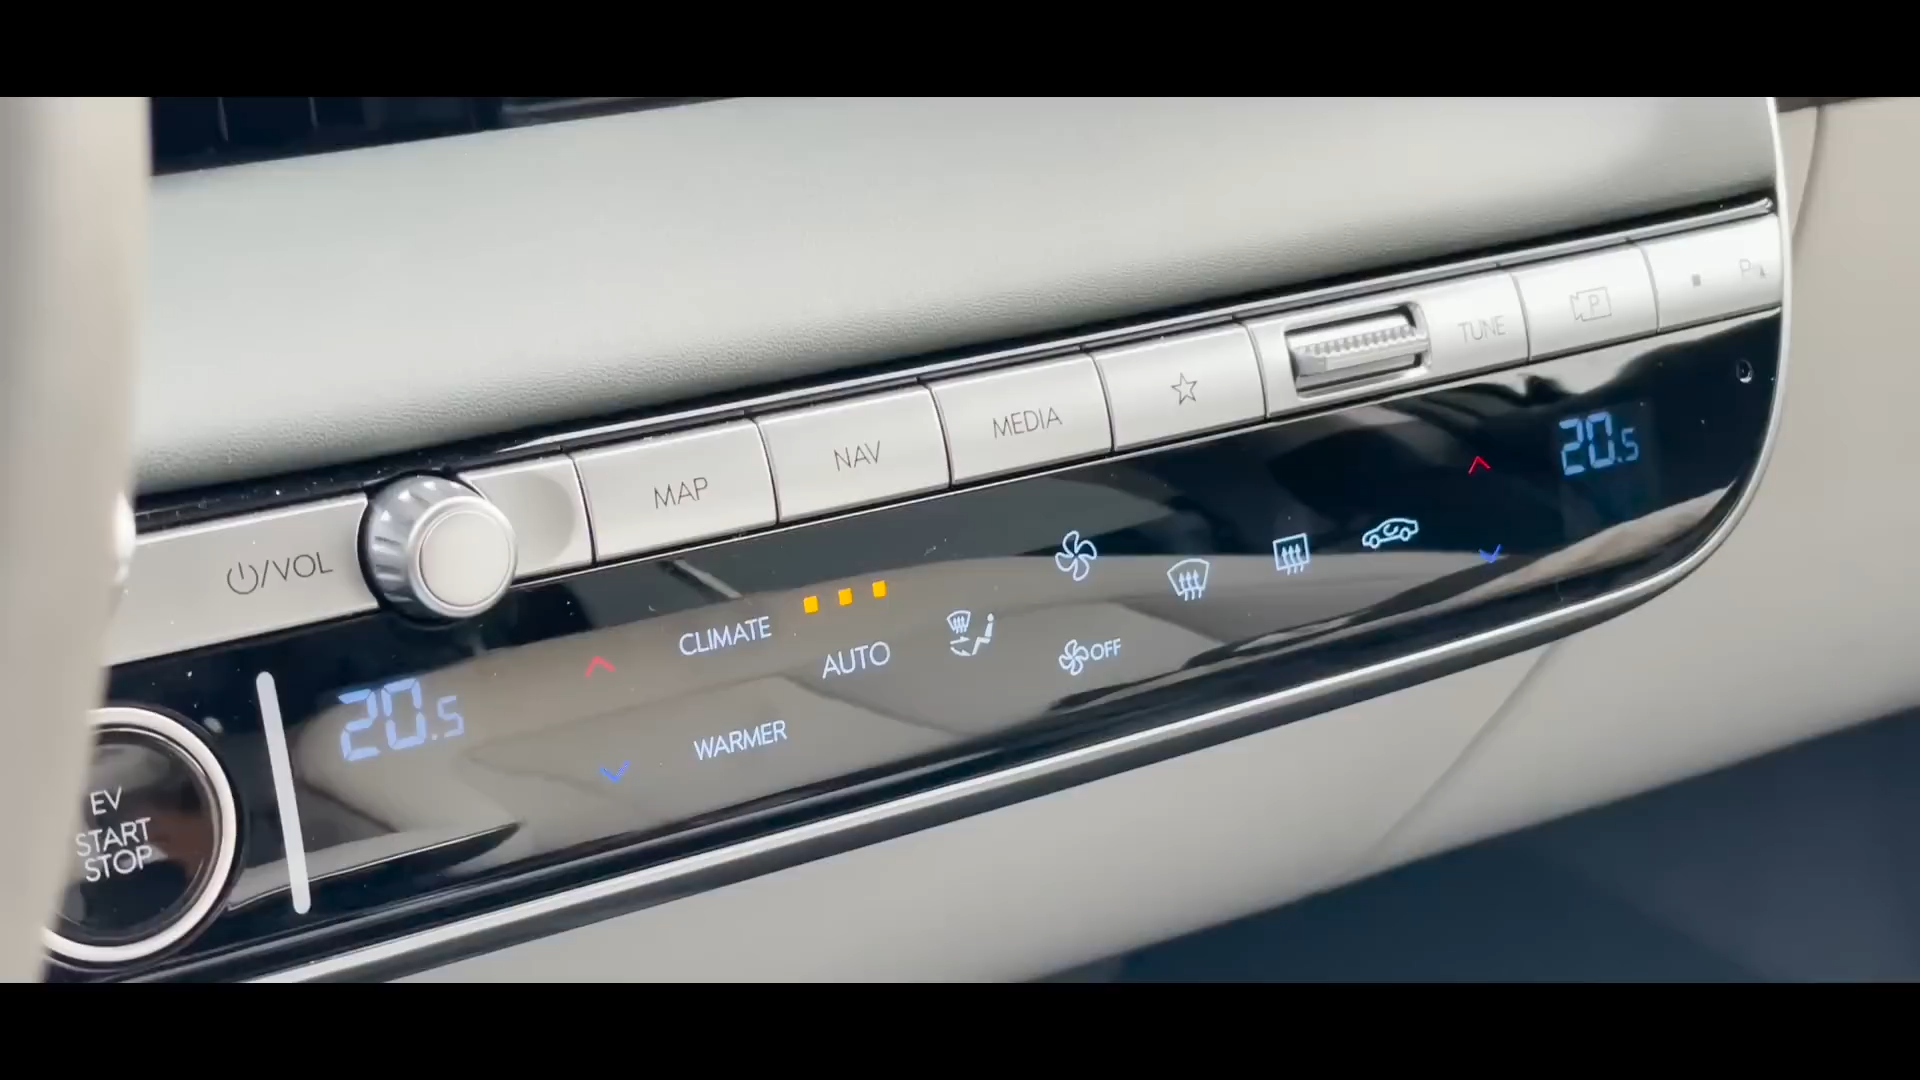 /VOL
MAP
NAV
MEDIA
TUNE
P
P
20.5
CLIMATE
AUTO
OFF
20.5
WARMER
EV
START
STOP